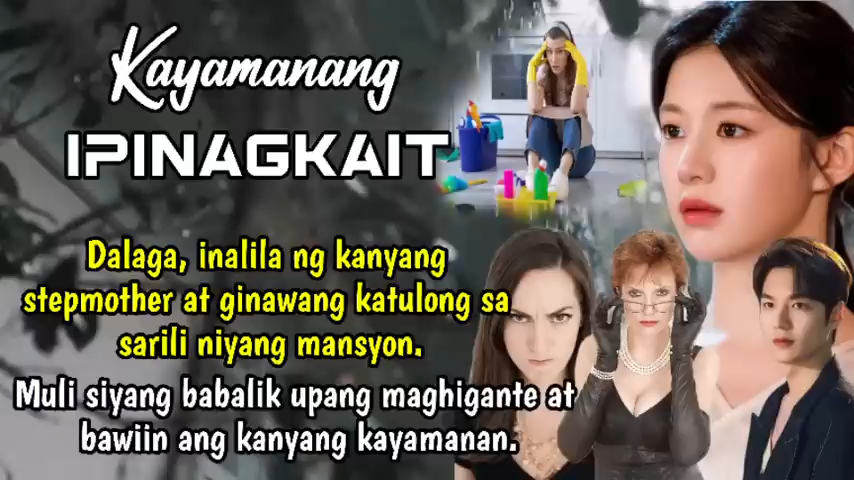 Kayamanang
IPINAGKAIT
Dalaga, inalila ng kanyang
stepmother at ginawang katulong sa
sarili niyang mansyon.
Muli siyang babalik upang maghigante at
bawiin ang kanyang kayamanan.